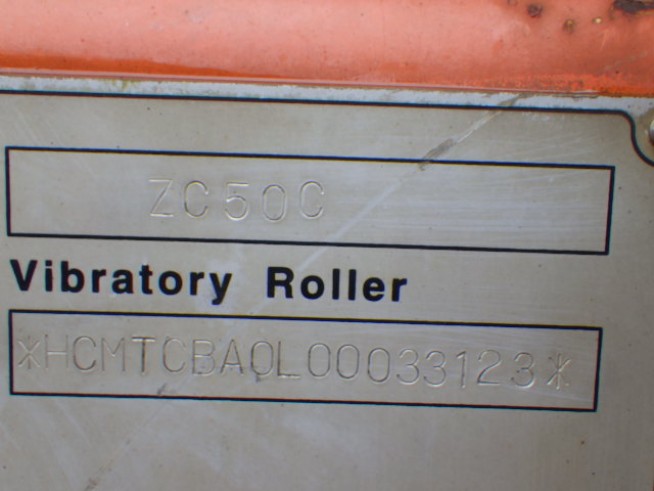 ZC50C
Vibratory Roller
*HCMTCBA0L00033123*